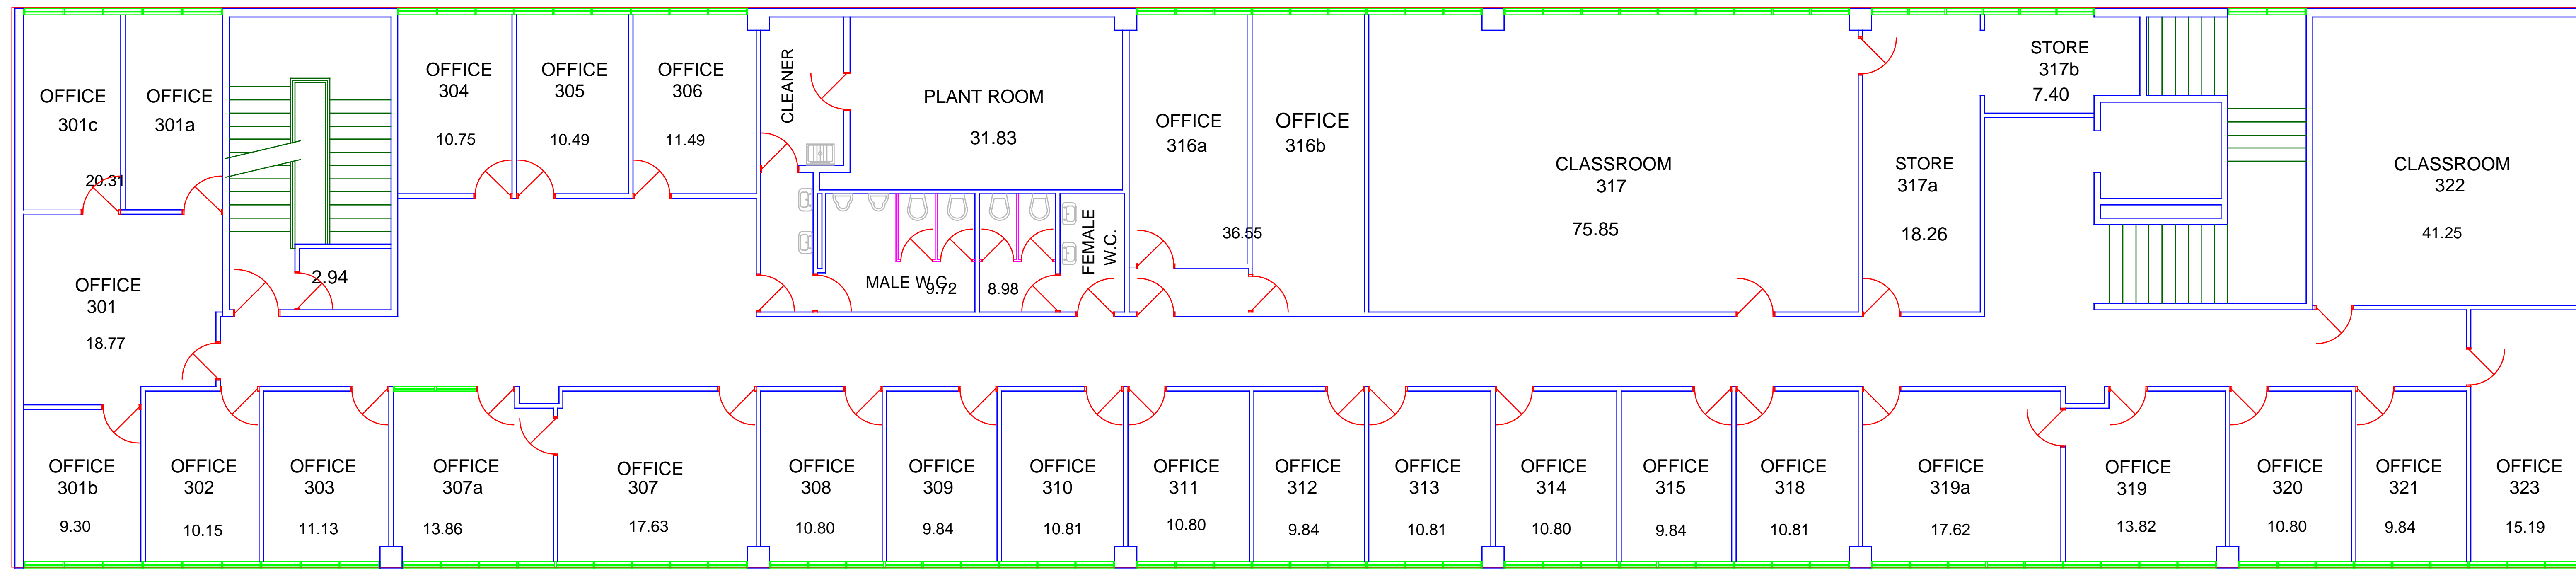 OFFICE
301c
OFFICE
301a
20.31
OFFICE
301
18.77
2.94
OFFICE
304
10.75
OFFICE
305
10.49
OFFICE
306
11.49
CLEANER
PLANT ROOM
31.83
MALE W.C.
9.72
8.98
FEMALE
W.C.
OFFICE
316a
OFFICE
316b
36.55
CLASSROOM
317
75.85
STORE
317a
18.26
STORE
317b
7.40
CLASSROOM
322
41.25
OFFICE
301b
9.30
OFFICE
302
10.15
OFFICE
303
11.13
OFFICE
307a
13.86
OFFICE
307
17.63
OFFICE
308
10.80
OFFICE
309
9.84
OFFICE
310
10.81
OFFICE
311
10.80
OFFICE
312
9.84
OFFICE
313
10.81
OFFICE
314
10.80
OFFICE
315
9.84
OFFICE
318
10.81
OFFICE
319a
17.62
OFFICE
319
13.82
OFFICE
320
10.80
OFFICE
321
9.84
OFFICE
323
15.19